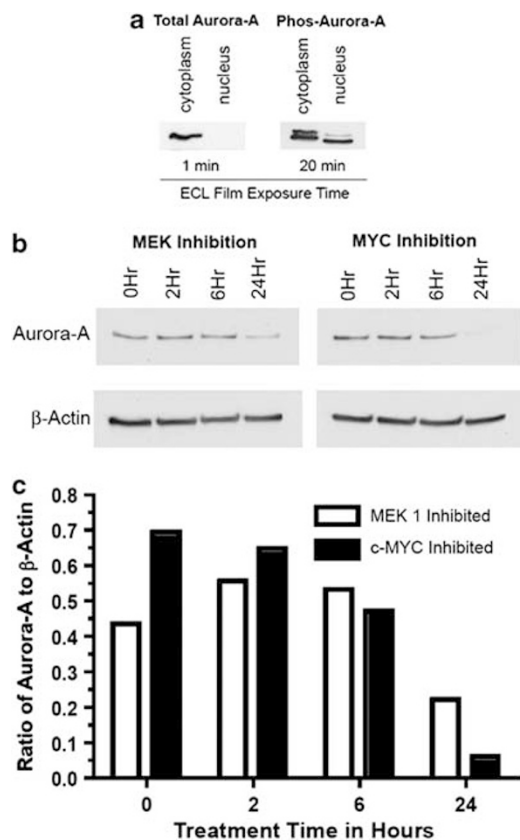 a
Total Aurora-A Phos-Aurora-A
cytoplasm nucleus cytoplasm nucleus
1 min 20 min
ECL Film Exposure Time
b
MEK Inhibition MYC Inhibition
0Hr 2Hr 6Hr 24Hr 0Hr 2Hr 6Hr 24Hr
Aurora-A
β-Actin
c
Ratio of Aurora-A to β-Actin
0.8
0.7
0.6
0.5
0.4
0.3
0.2
0.1
0.0
MEK 1 Inhibited
c-MYC Inhibited
0 2 6 24
Treatment Time in Hours